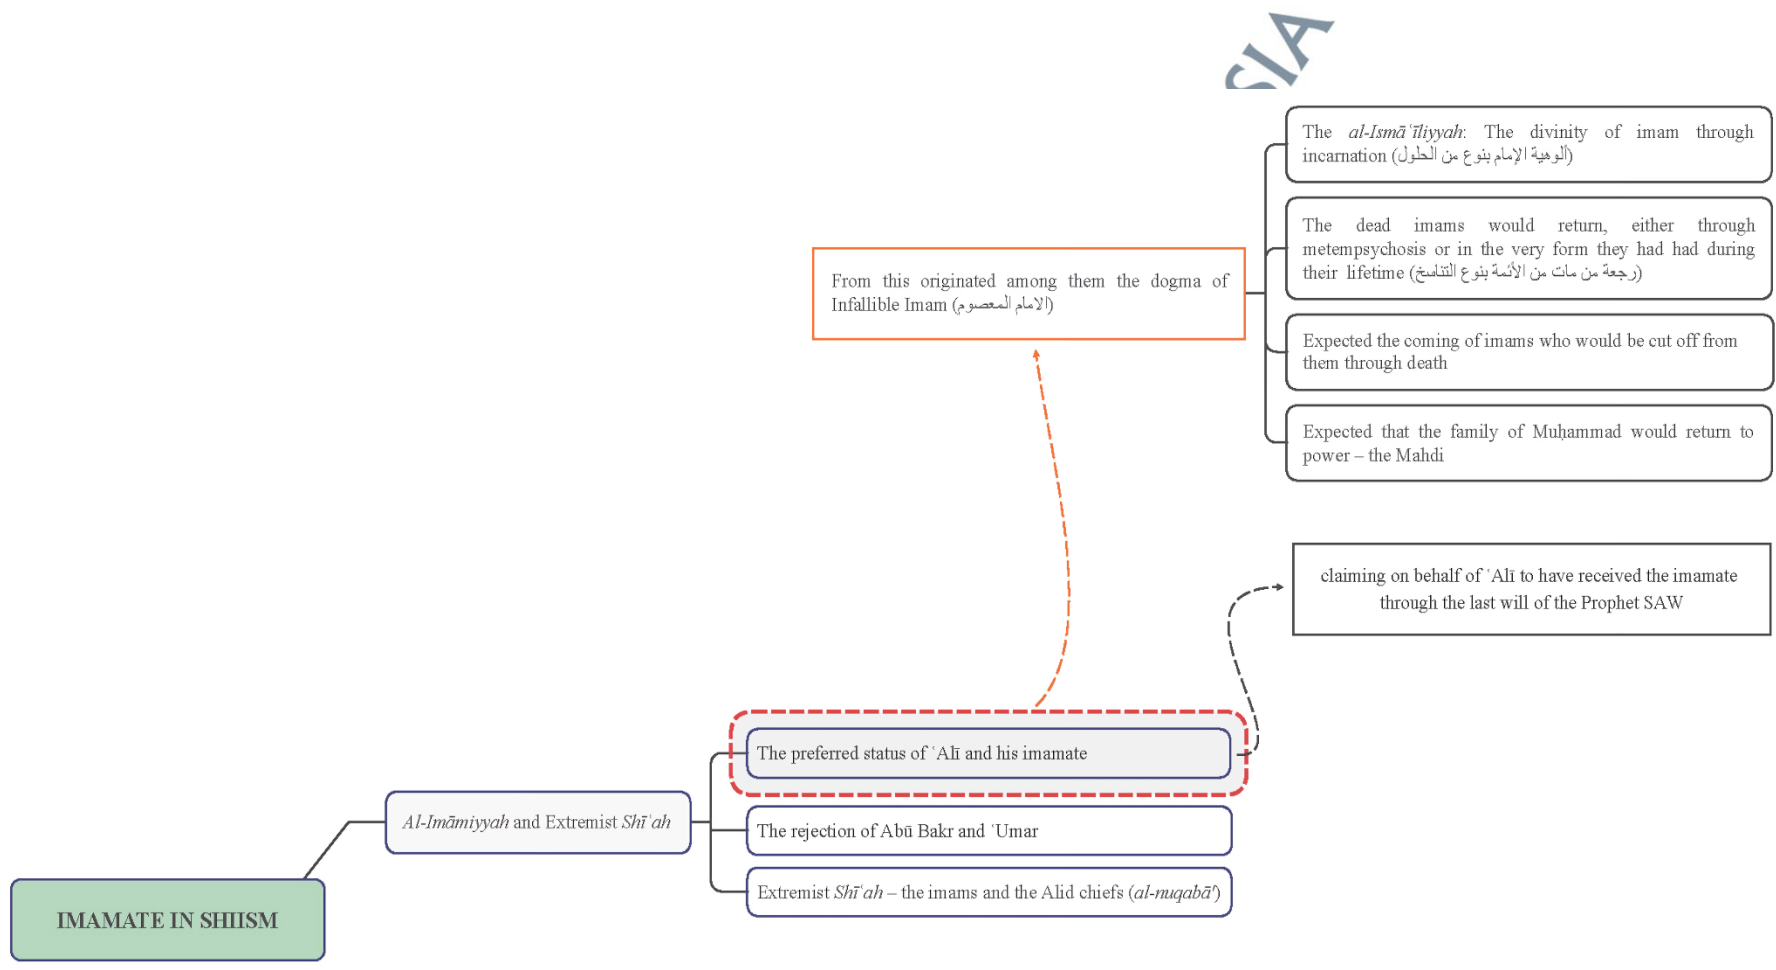 SIA
The al-Ismāʿīliyyah: The divinity of imam through
incarnation (ألوهية الإمام بنوع من الحلول)
The dead imams would return, either through
metempsychosis or in the very form they had had during
their lifetime (رجعة من مات من الأئمة بنوع التناسخ)
From this originated among them the dogma of
Infallible Imam (الامام المعصوم)
Expected the coming of imams who would be cut off from
them through death
Expected that the family of Muḥammad would return to
power – the Mahdi
claiming on behalf of ʿAlī to have received the imamate
through the last will of the Prophet SAW
The preferred status of ʿAlī and his imamate
Al-Imāmiyyah and Extremist Shīʿah
The rejection of Abū Bakr and ʿUmar
Extremist Shīʿah – the imams and the Alid chiefs (al-nuqabā')
IMAMATE IN SHIISM